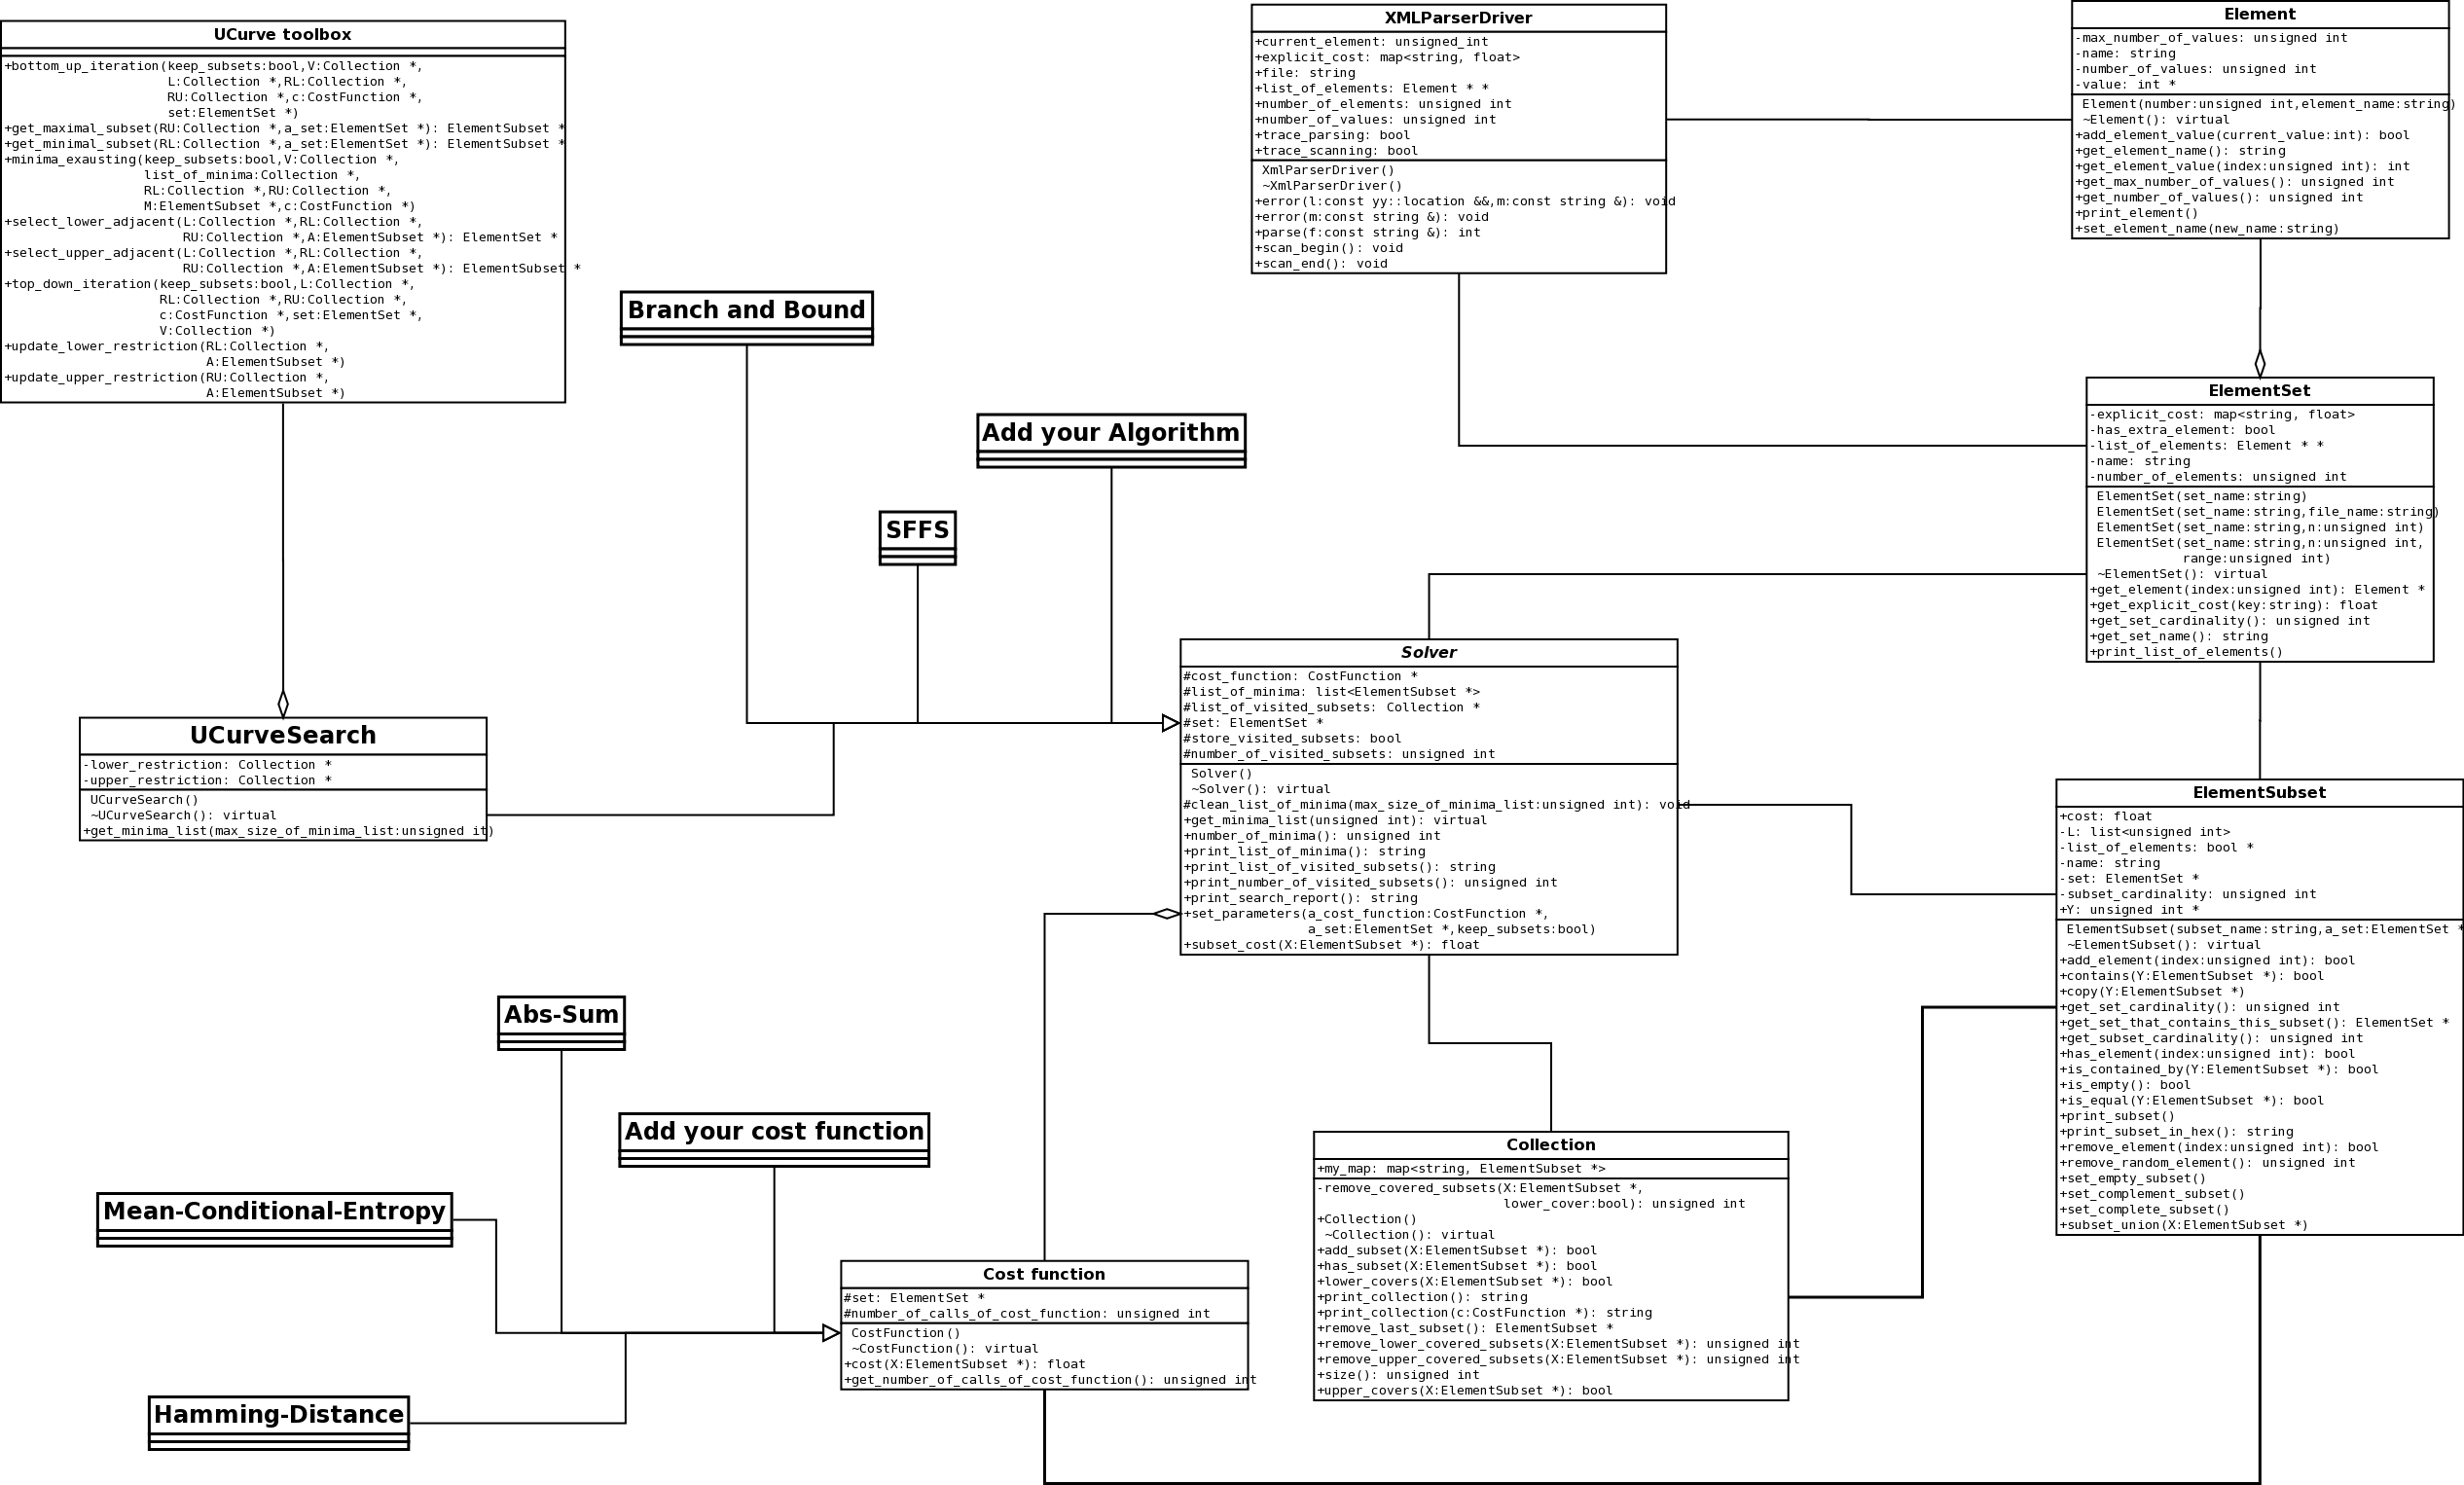 UCurve toolbox
+bottom_up_iteration(keep_subsets:bool,V:Collection *,
L:Collection *,RL:Collection *,
RU:Collection *,c:CostFunction *,
set:ElementSet *)
+get_maximal_subset(RU:Collection *,a_set:ElementSet *): ElementSubset *
+get_minimal_subset(RL:Collection *,a_set:ElementSet *): ElementSubset *
+minima_exausting(keep_subsets:bool,V:Collection *,
list_of_minima:Collection *,
RL:Collection *,RU:Collection *,
M:ElementSubset *,c:CostFunction *)
+select_lower_adjacent(L:Collection *,RL:Collection *,
RU:Collection *,A:ElementSubset *): ElementSet *
+select_upper_adjacent(L:Collection *,RL:Collection *,
RU:Collection *,A:ElementSubset *): ElementSubset *
+top_down_iteration(keep_subsets:bool,L:Collection *,
RL:Collection *,RU:Collection *,
c:CostFunction *,set:ElementSet *,
V:Collection *)
+update_lower_restriction(RL:Collection *,
A:ElementSubset *)
+update_upper_restriction(RU:Collection *,
A:ElementSubset *)
XMLParserDriver
+current_element: unsigned_int
+explicit_cost: map<string, float>
+file: string
+list_of_elements: Element * *
+number_of_elements: unsigned int
+number_of_values: unsigned int
+trace_parsing: bool
+trace_scanning: bool
XmlParserDriver()
~XmlParserDriver()
+error(l:const yy::location &&,m:const string &): void
+error(m:const string &): void
+parse(f:const string &): int
+scan_begin(): void
+scan_end(): void
Element
-max_number_of_values: unsigned int
-name: string
-number_of_values: unsigned int
-value: int *
Element(number:unsigned int,element_name:string)
~Element(): virtual
+add_element_value(current_value:int): bool
+get_element_name(): string
+get_element_value(index:unsigned int): int
+get_max_number_of_values(): unsigned int
+get_number_of_values(): unsigned int
+print_element()
+set_element_name(new_name:string)
Branch and Bound
Add your Algorithm
SFFS
ElementSet
-explicit_cost: map<string, float>
-has_extra_element: bool
-list_of_elements: Element * *
-name: string
-number_of_elements: unsigned int
ElementSet(set_name:string)
ElementSet(set_name:string,file_name:string)
ElementSet(set_name:string,n:unsigned int)
ElementSet(set_name:string,n:unsigned int,
range:unsigned int)
~ElementSet(): virtual
+get_element(index:unsigned int): Element *
+get_explicit_cost(key:string): float
+get_set_cardinality(): unsigned int
+get_set_name(): string
+print_list_of_elements()
UCurveSearch
-lower_restriction: Collection *
-upper_restriction: Collection *
UCurveSearch()
~UCurveSearch(): virtual
+get_minima_list(max_size_of_minima_list:unsigned it)
Solver
#cost_function: CostFunction *
#list_of_minima: list<ElementSubset *>
#list_of_visited_subsets: Collection *
#set: ElementSet *
#store_visited_subsets: bool
#number_of_visited_subsets: unsigned int
Solver()
~Solver(): virtual
#clean_list_of_minima(max_size_of_minima_list:unsigned int): void
+get_minima_list(unsigned int): virtual
+number_of_minima(): unsigned int
+print_list_of_minima(): string
+print_list_of_visited_subsets(): string
+print_number_of_visited_subsets(): unsigned int
+print_search_report(): string
+set_parameters(a_cost_function:CostFunction *,
a_set:ElementSet *,keep_subsets:bool)
+subset_cost(X:ElementSubset *): float
ElementSubset
+cost: float
-L: list<unsigned int>
-list_of_elements: bool *
-name: string
-set: ElementSet *
-subset_cardinality: unsigned int
+Y: unsigned int *
ElementSubset(subset_name:string,a_set:ElementSet *
~ElementSubset(): virtual
+add_element(index:unsigned int): bool
+contains(Y:ElementSubset *): bool
+copy(Y:ElementSubset *)
+get_set_cardinality(): unsigned int
+get_set_that_contains_this_subset(): ElementSet *
+get_subset_cardinality(): unsigned int
+has_element(index:unsigned int): bool
+is_contained_by(Y:ElementSubset *): bool
+is_empty(): bool
+is_equal(Y:ElementSubset *): bool
+print_subset()
+print_subset_in_hex(): string
+remove_element(index:unsigned int): bool
+remove_random_element(): unsigned int
+set_empty_subset()
+set_complement_subset()
+set_complete_subset()
+subset_union(X:ElementSubset *)
Abs-Sum
Add your cost function
Mean-Conditional-Entropy
Hamming-Distance
Cost function
#set: ElementSet *
#number_of_calls_of_cost_function: unsigned int
CostFunction()
~CostFunction(): virtual
+cost(X:ElementSubset *): float
+get_number_of_calls_of_cost_function(): unsigned int
Collection
+my_map: map<string, ElementSubset *>
-remove_covered_subsets(X:ElementSubset *,
lower_cover:bool): unsigned int
+Collection()
~Collection(): virtual
+add_subset(X:ElementSubset *): bool
+has_subset(X:ElementSubset *): bool
+lower_covers(X:ElementSubset *): bool
+print_collection(): string
+print_collection(c:CostFunction *): string
+remove_last_subset(): ElementSubset *
+remove_lower_covered_subsets(X:ElementSubset *): unsigned int
+remove_upper_covered_subsets(X:ElementSubset *): unsigned int
+size(): unsigned int
+upper_covers(X:ElementSubset *): bool